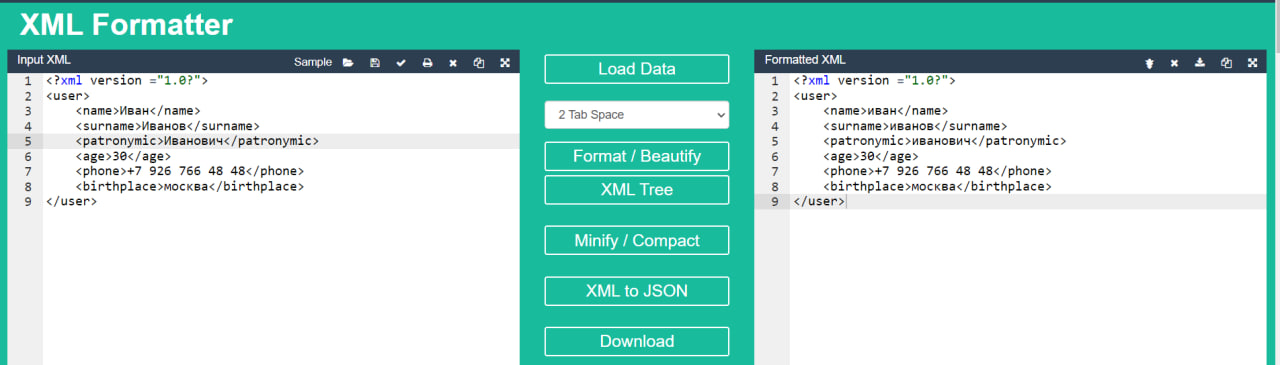 XML Formatter
Input XML
Sample
1 <?xml version ="1.0?">
2 <user>
3     <name>Иван</name>
4     <surname>Иванов</surname>
5     <patronymic>Иванович</patronymic>
6     <age>30</age>
7     <phone>+7 926 766 48 48</phone>
8     <birthplace>москва</birthplace>
9 </user>
Load Data
2 Tab Space
Format / Beautify
XML Tree
Minify / Compact
XML to JSON
Download
Formatted XML
1 <?xml version ="1.0?">
2 <user>
3     <name>иван</name>
4     <surname>иванов</surname>
5     <patronymic>иванович</patronymic>
6     <age>30</age>
7     <phone>+7 926 766 48 48</phone>
8     <birthplace>москва</birthplace>
9 </user>